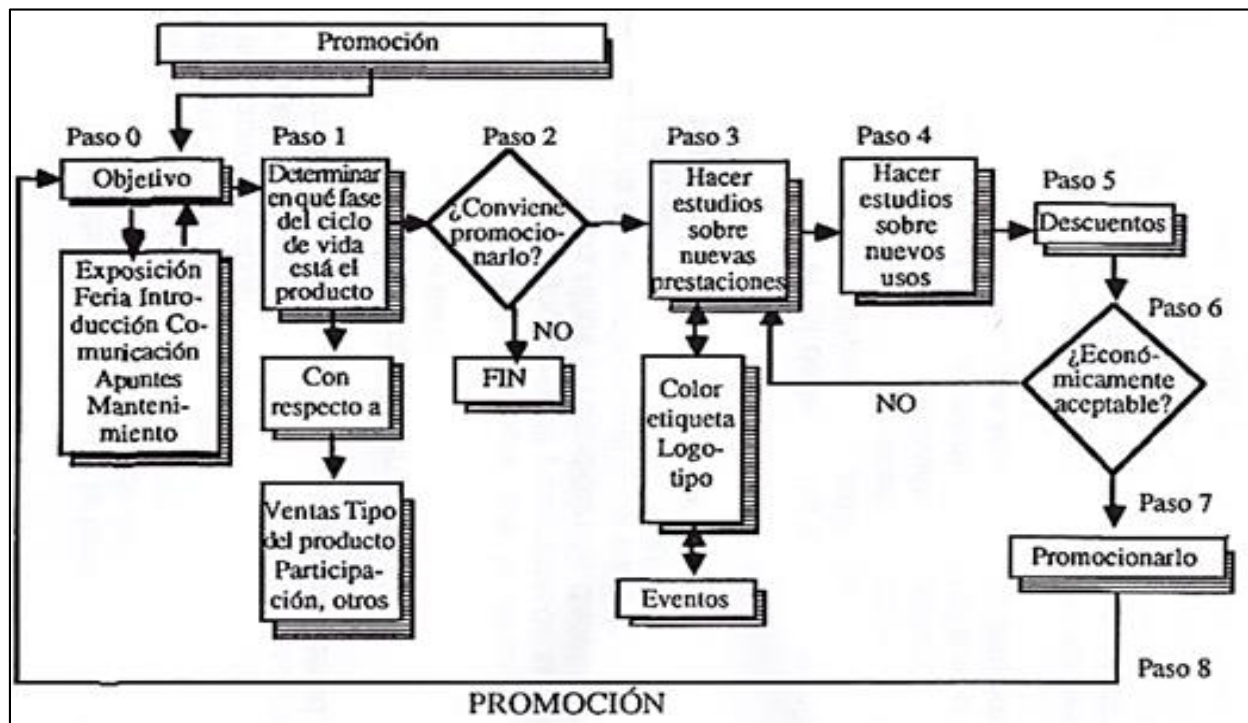 Promoción
Paso 0
Objetivo
Exposición
Feria Intro-
ducción Co-
municación
Apuntes
Manteni-
miento
Paso 1
Determinar
en qué fase
del ciclo
de vida
está el
producto
Con
respecto a
Ventas Tipo
del producto
Participa-
ción, otros
Paso 2
¿Conviene
promocio-
narlo?
NO
FIN
Paso 3
Hacer
estudios
sobre
nuevas
prestaciones
Color
etiqueta
Logo-
tipo
Eventos
Paso 4
Hacer
estudios
sobre
nuevos
usos
Paso 5
Descuentos
Paso 6
¿Econó-
micamente
aceptable?
NO
Paso 7
Promocionarlo
Paso 8
PROMOCIÓN